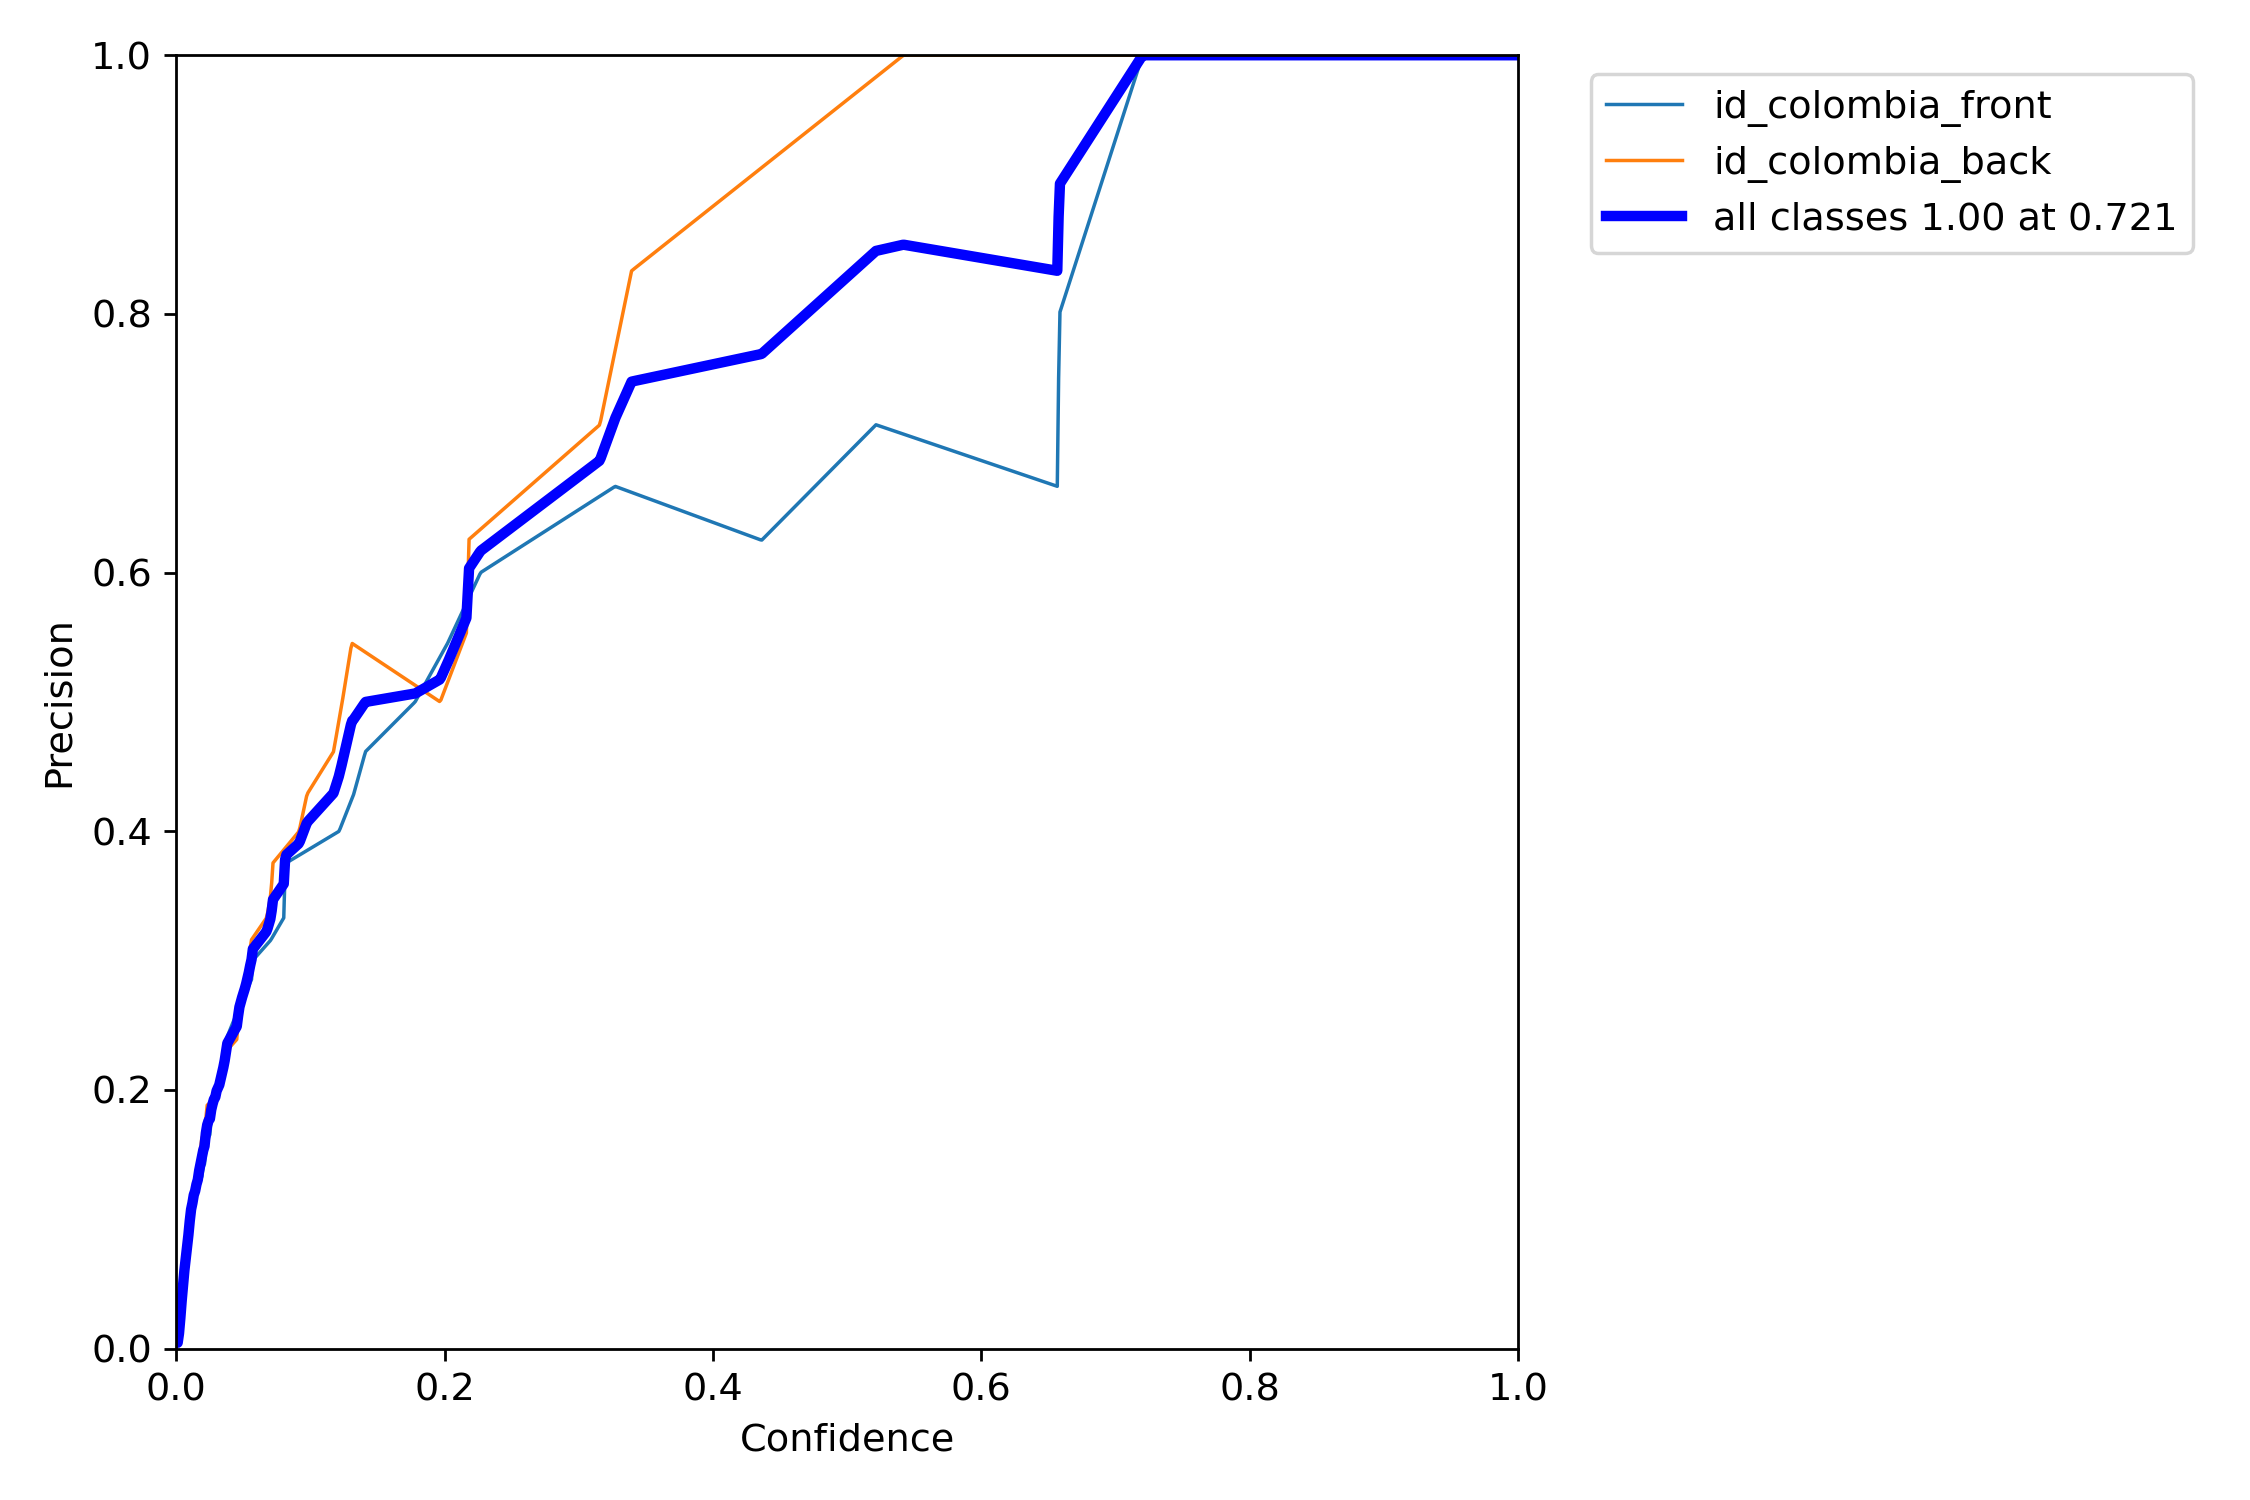 1.0
0.8
0.6
0.4
0.2
0.0
Precision
0.0 0.2 0.4 0.6 0.8 1.0
Confidence
id_colombia_front
id_colombia_back
all classes 1.00 at 0.721